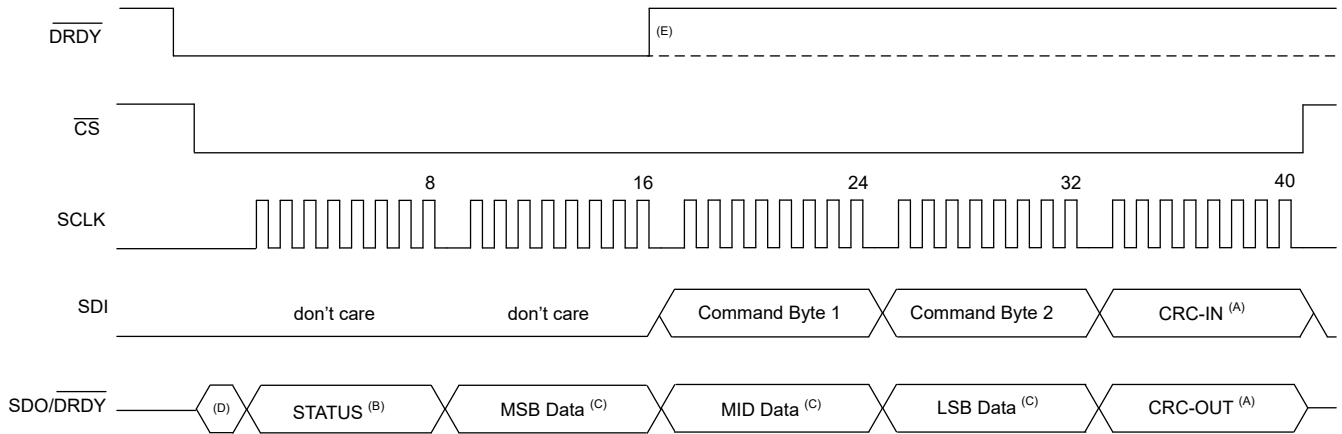 DRDY
(E)
CS
8 16 24 32 40
SCLK
SDI
don't care don't care Command Byte 1 Command Byte 2 CRC-IN (A)
SDO/DRDY
(D) STATUS (B) MSB Data (C) MID Data (C) LSB Data (C) CRC-OUT (A)